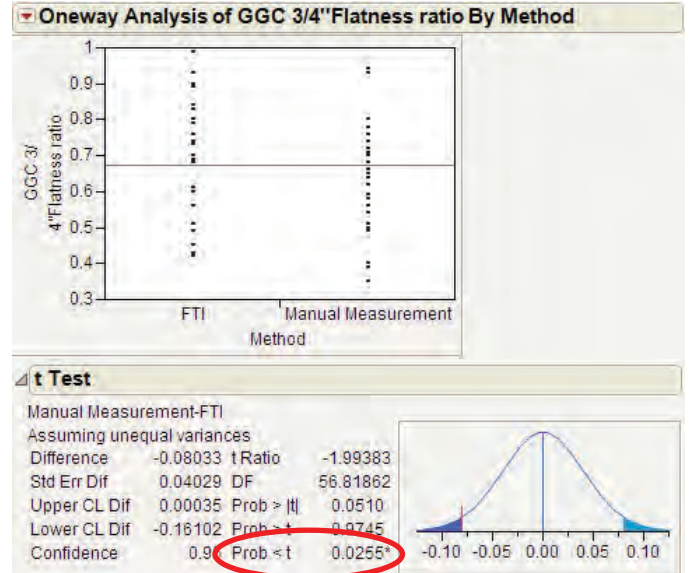 Oneway Analysis of GGC 3/4"Flatness ratio By Method
1
0.9
0.8
0.7
0.6
0.5
0.4
0.3
GGC 3/
4"Flatness ratio
FTI Manual Measurement
Method
t Test
Manual Measurement-FTI
Assuming unequal variances
Difference -0.08033 t Ratio -1.99383
Std Err Dif 0.04029 DF 56.81862
Upper CL Dif 0.00035 Prob > |t| 0.0510
Lower CL Dif -0.16102 Prob > t 0.9745
Confidence Prob < t 0.0255*
-0.10 -0.05 0.00 0.05 0.10